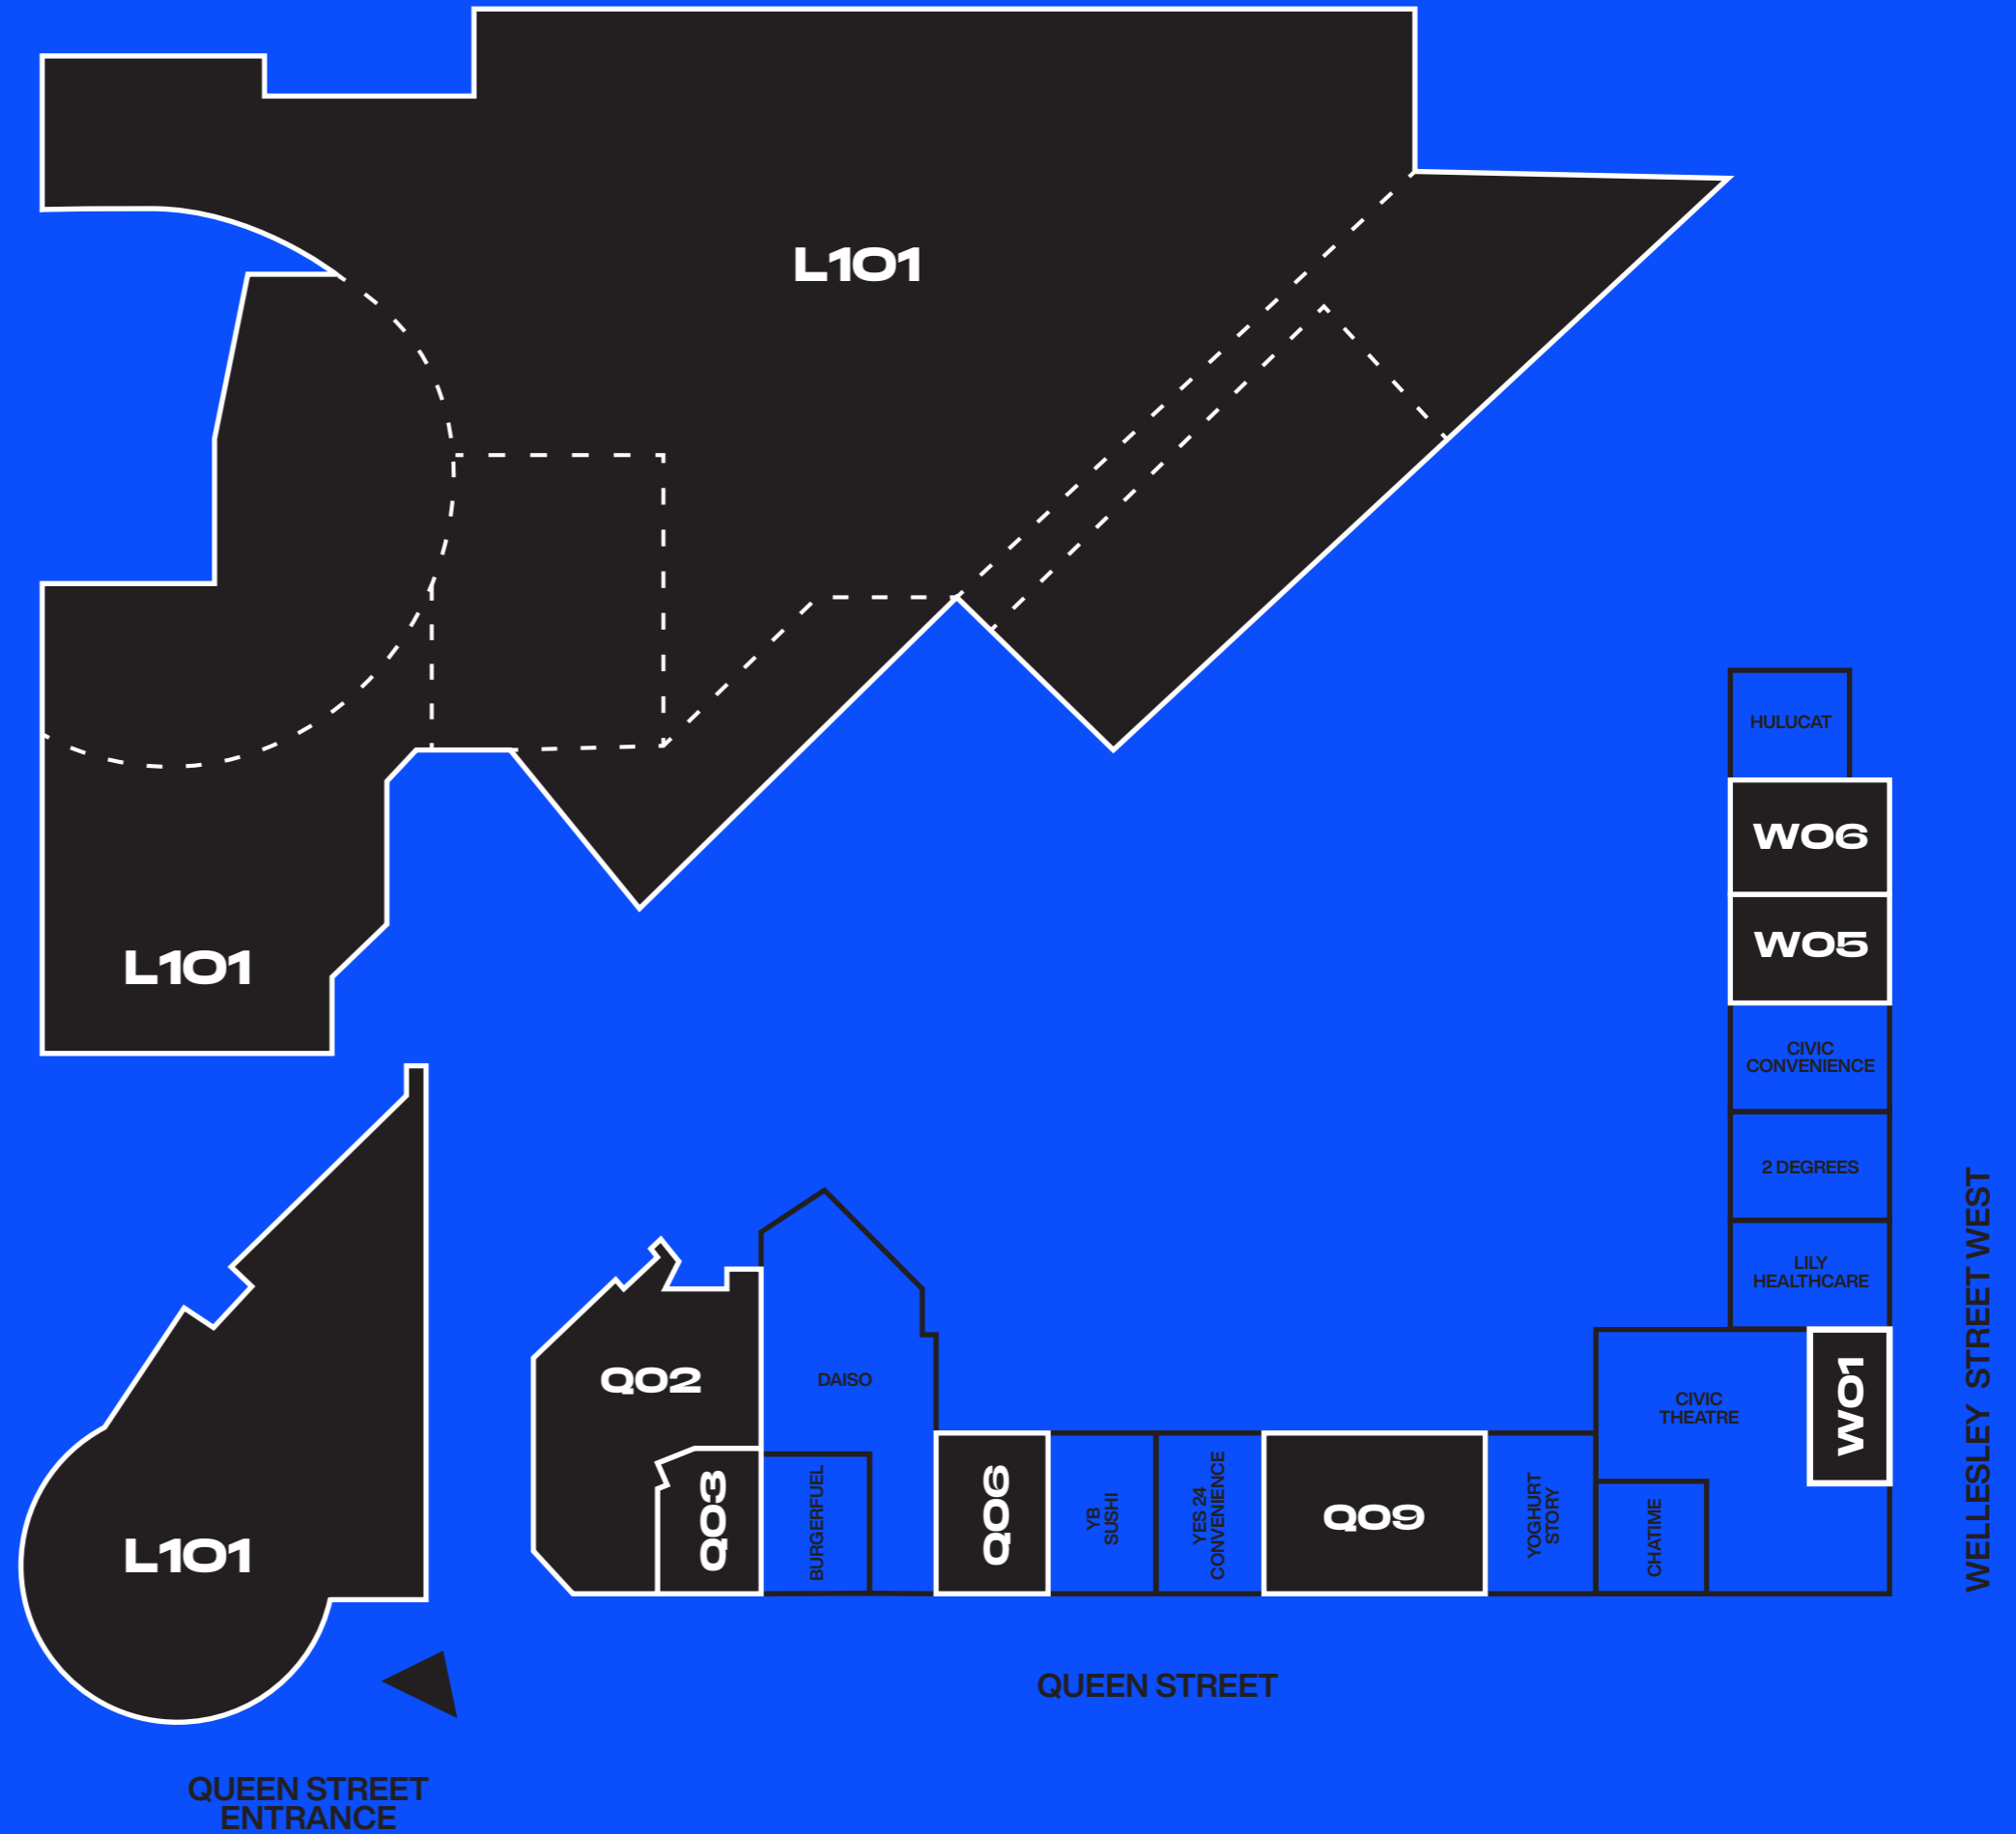 L101
HULUCAT
W06
W05
L101
CIVIC
CONVENIENCE
2 DEGREES
LILY
HEALTHCARE
WELLESLEY STREET WEST
Q02
DAISO
CIVIC
THEATRE
W01
L101
Q03
BURGERFUEL
Q06
YB
SUSHI
YES 24
CONVENIENCE
Q09
YOGHURT
STORY
CHATIME
QUEEN STREET
QUEEN STREET
ENTRANCE